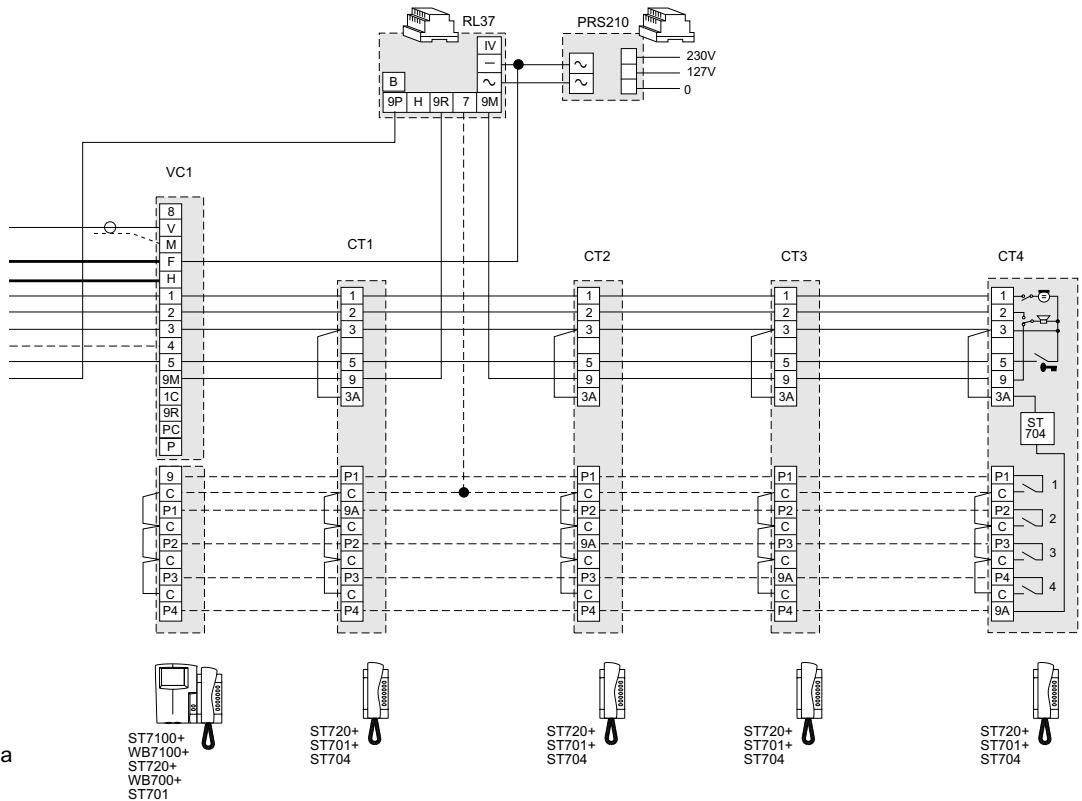 RL37
PRS210
IV
–
~
B
9P H 9R 7 9M
~
~
230V
127V
0
VC1
8
V
M
F
H
1
2
3
4
5
9M
1C
9R
PC
P
9
C
P1
C
P2
C
P3
C
P4
CT1
1
2
3
5
9
3A
P1
C
9A
C
P2
C
P3
C
P4
CT2
1
2
3
5
9
3A
P1
C
P2
C
9A
C
P3
C
P4
CT3
1
2
3
5
9
3A
P1
C
P2
C
P3
C
9A
C
P4
CT4
1
2
3
5
9
3A
ST
704
P1
C
P2
C
P3
C
P4
C
9A
1
2
3
4
a
ST7100+
WB7100+
ST720+
WB700+
ST701
ST720+
ST701+
ST704
ST720+
ST701+
ST704
ST720+
ST701+
ST704
ST720+
ST701+
ST704